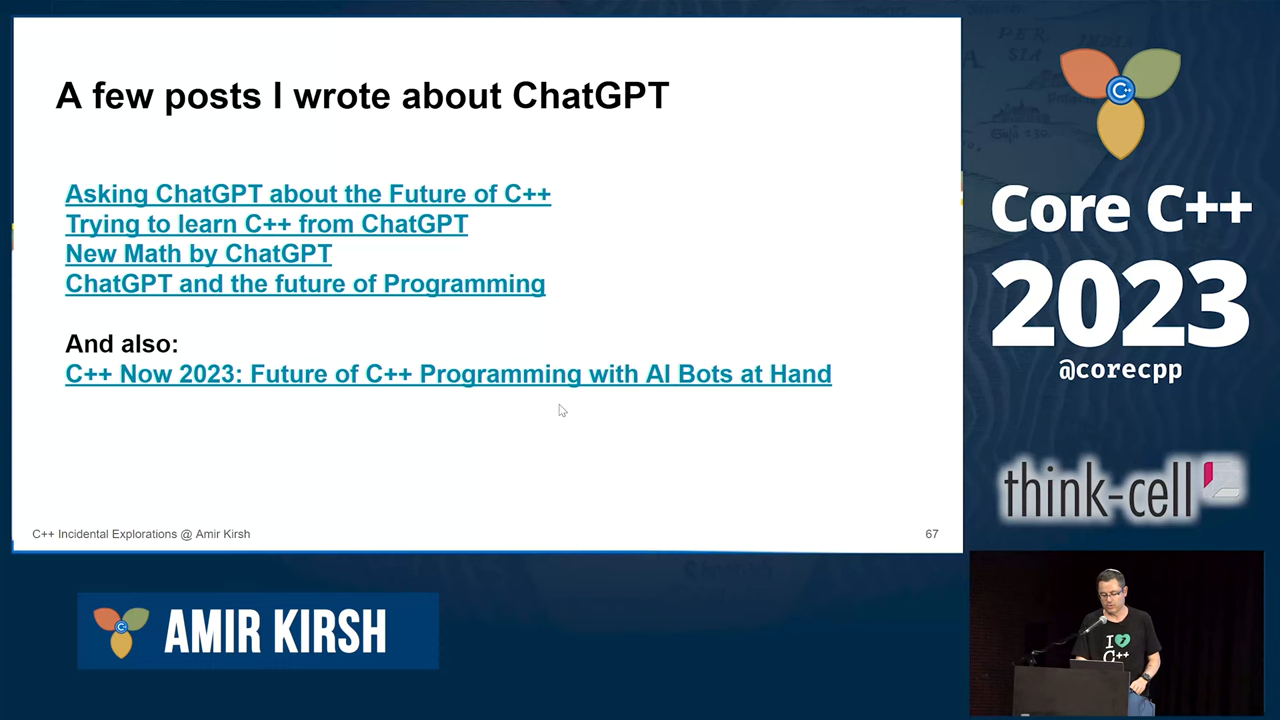 A few posts I wrote about ChatGPT
Asking ChatGPT about the Future of C++
Trying to learn C++ from ChatGPT
New Math by ChatGPT
ChatGPT and the future of Programming
And also:
C++ Now 2023: Future of C++ Programming with AI Bots at Hand
C++ Incidental Explorations @ Amir Kirsh
67
C++
AMIR KIRSH
C++
Core C++
2023
@corecpp
think-cell
I
C++